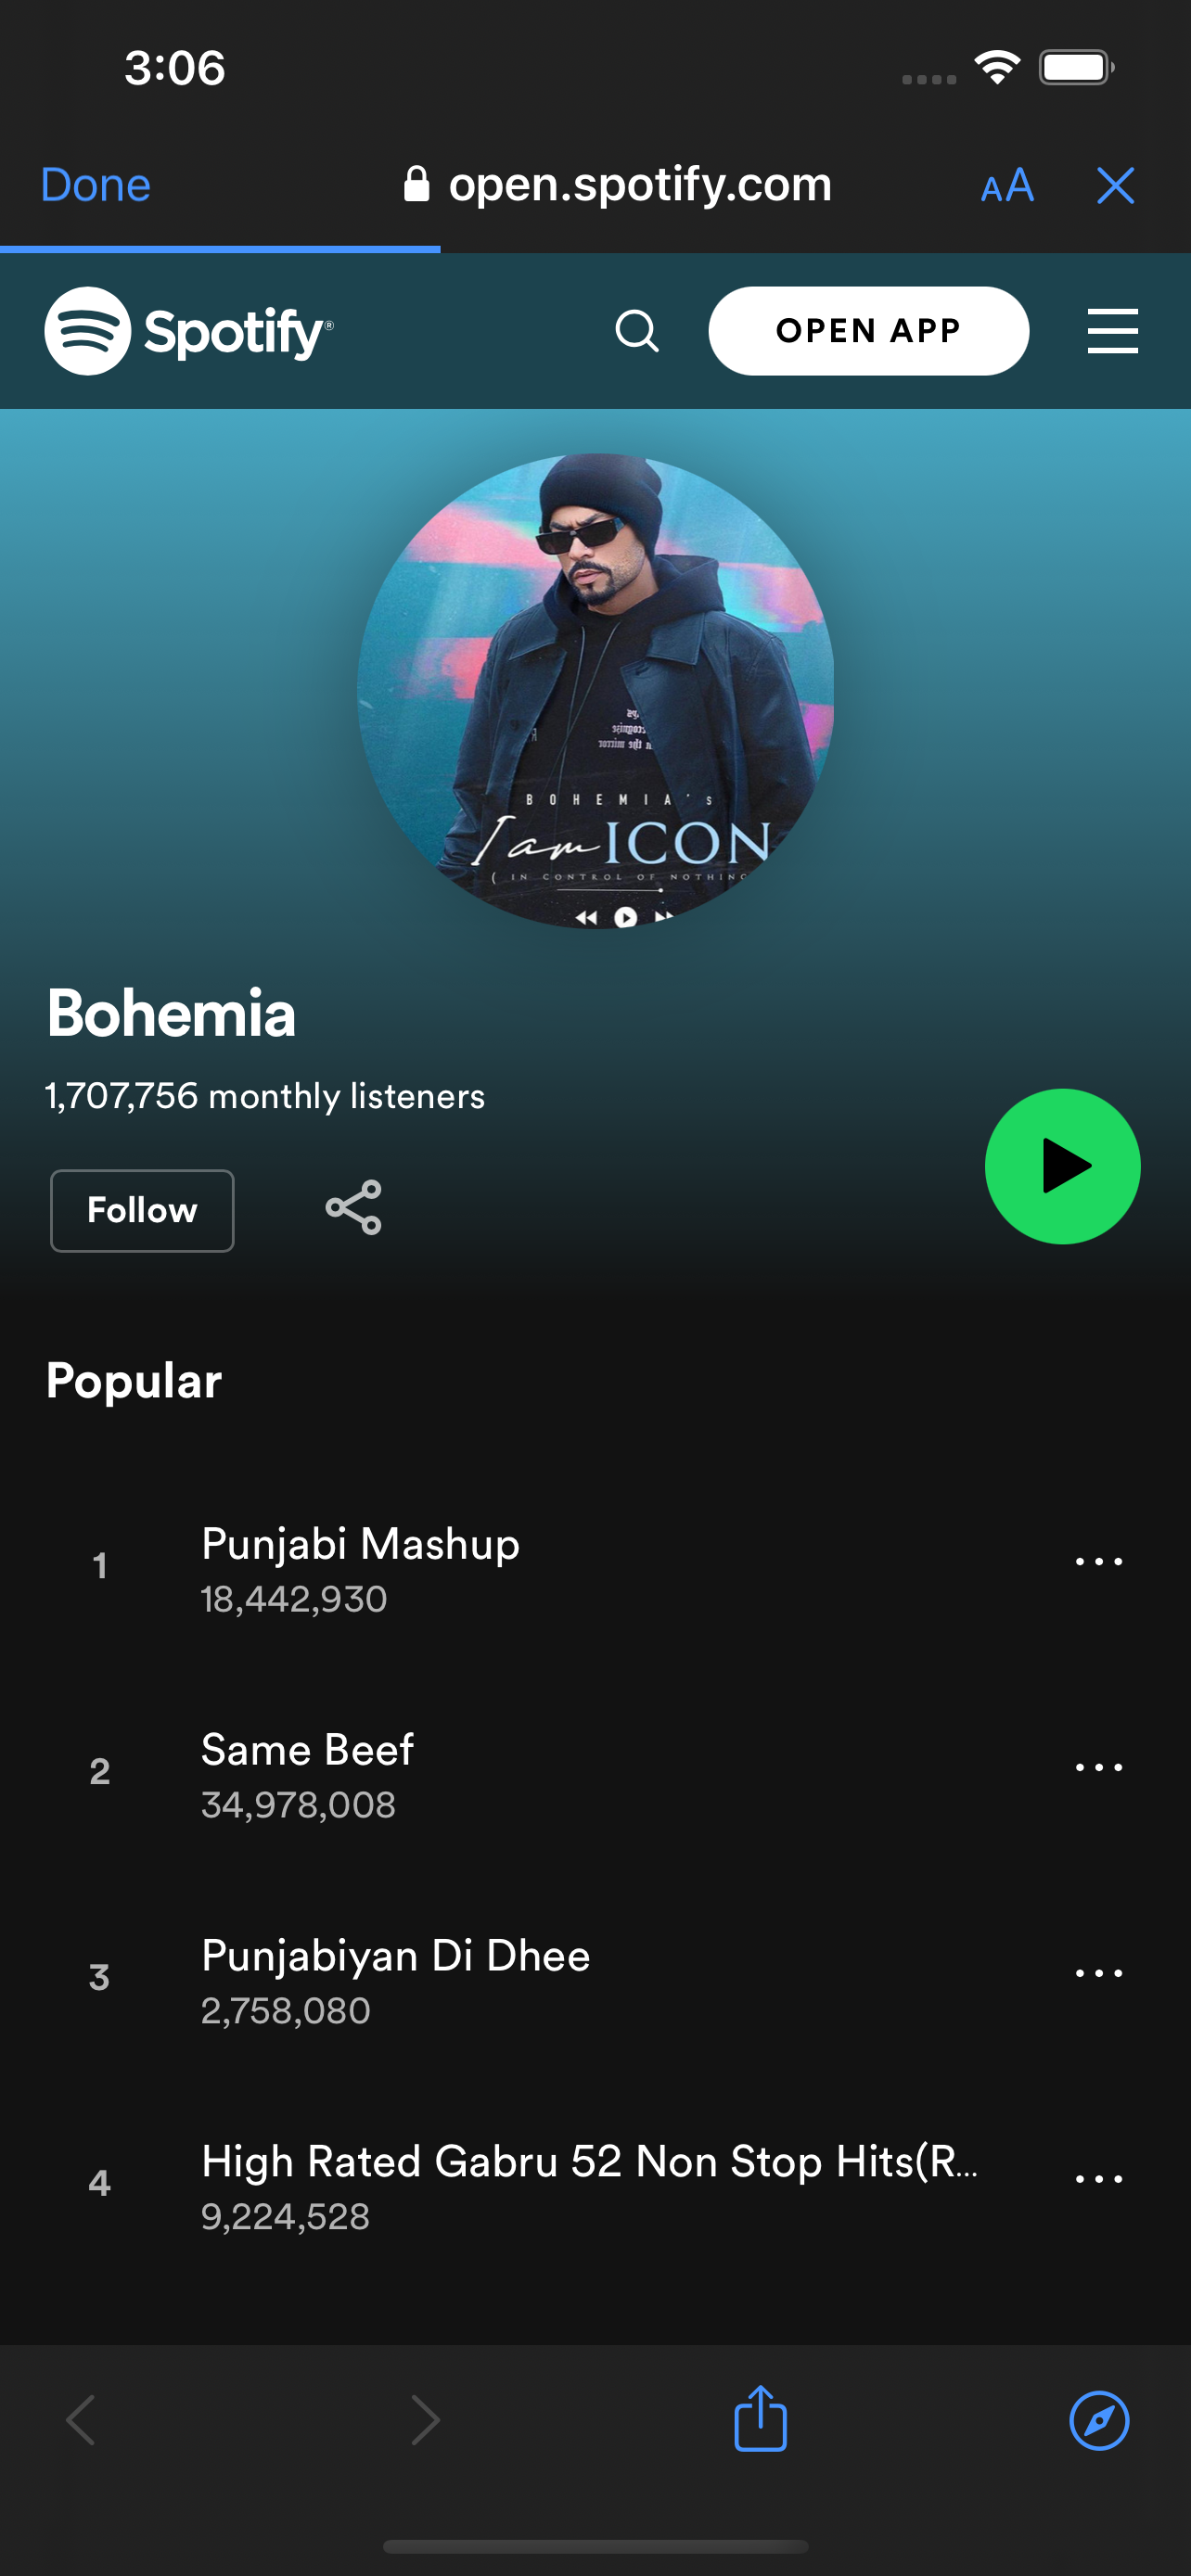 3:06
Done
open.spotify.com
AA
Spotify®
OPEN APP
BOHEMIA's
I am ICON
( IN CONTROL OF NOTHING
Bohemia
1,707,756 monthly listeners
Follow
Popular
1
Punjabi Mashup
18,442,930
2
Same Beef
34,978,008
3
Punjabiyan Di Dhee
2,758,080
4
High Rated Gabru 52 Non Stop Hits(R...
9,224,528